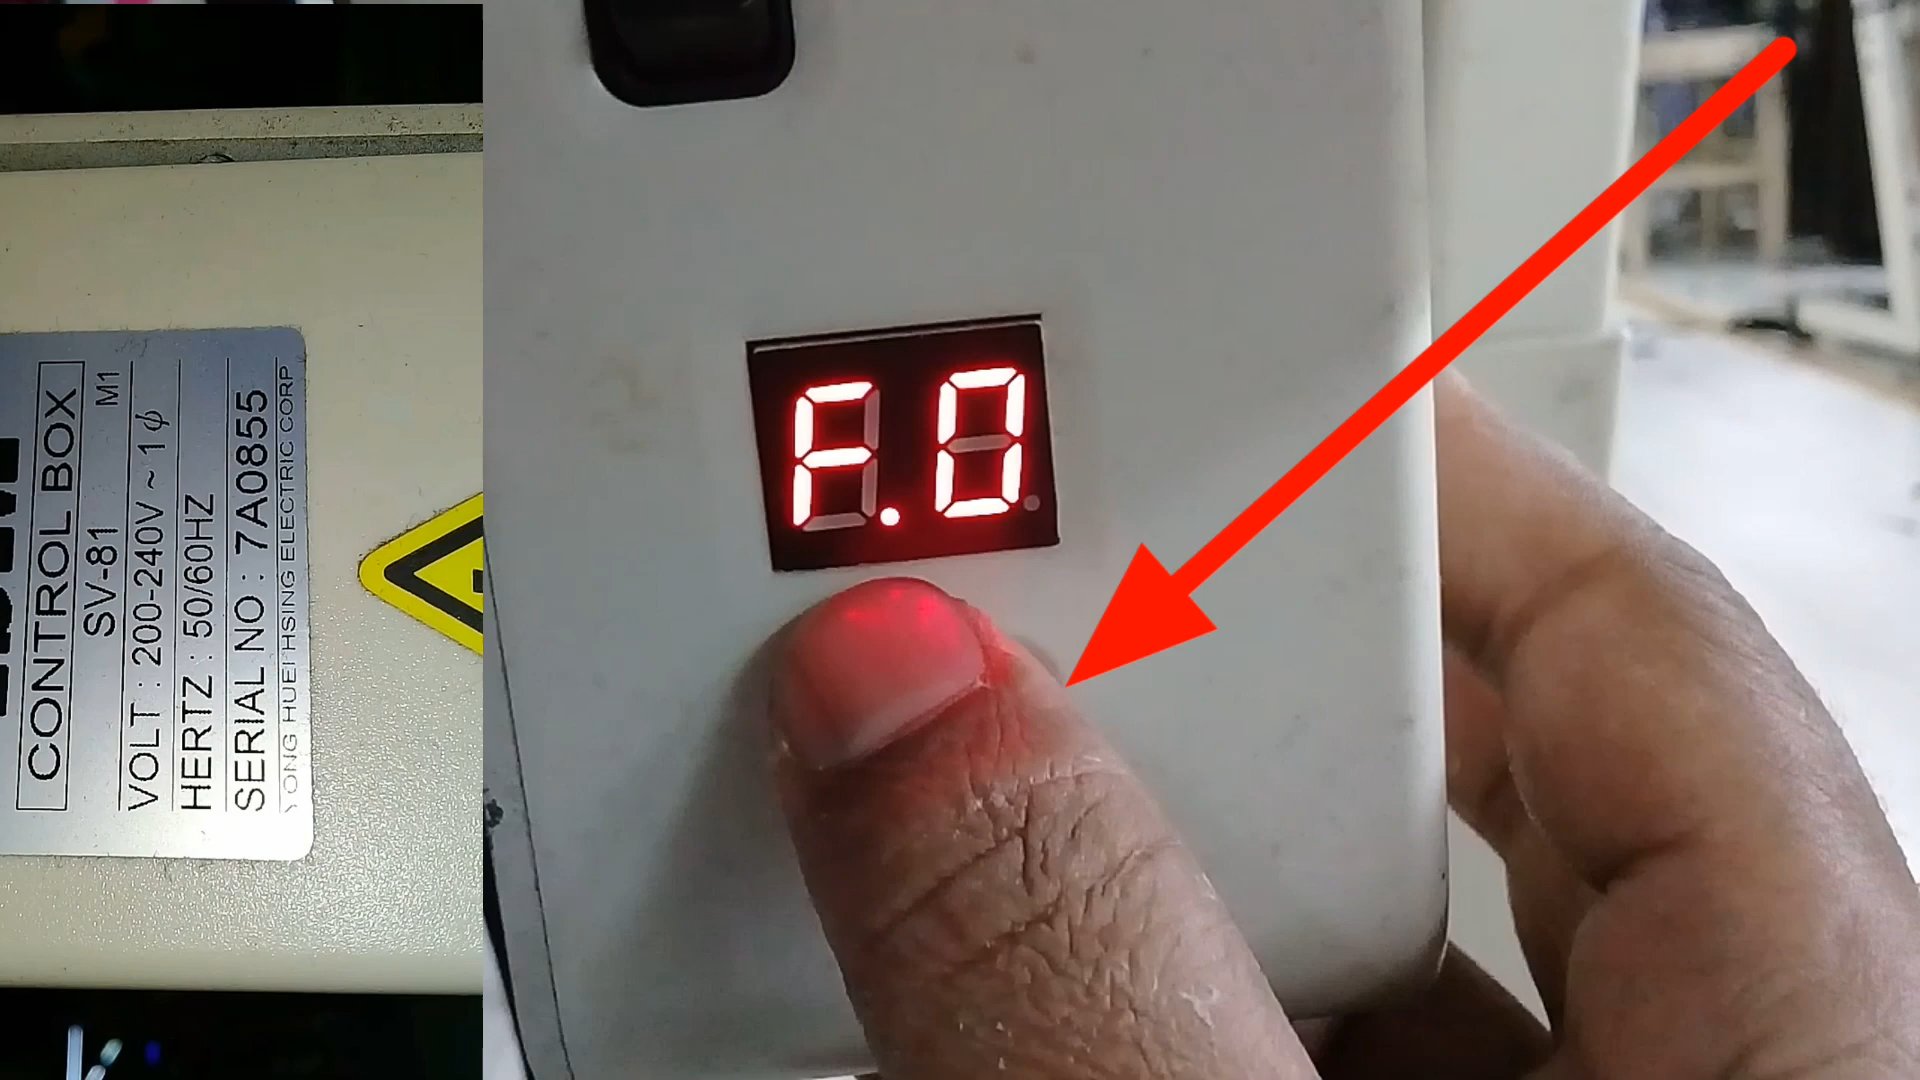 CONTROL BOX
SV-81 M1
VOLT : 200-240V ~ 1ϕ
HERTZ : 50/60HZ
SERIAL NO : 7A0855
YONG HUEI HSING ELECTRIC CORP
F.0